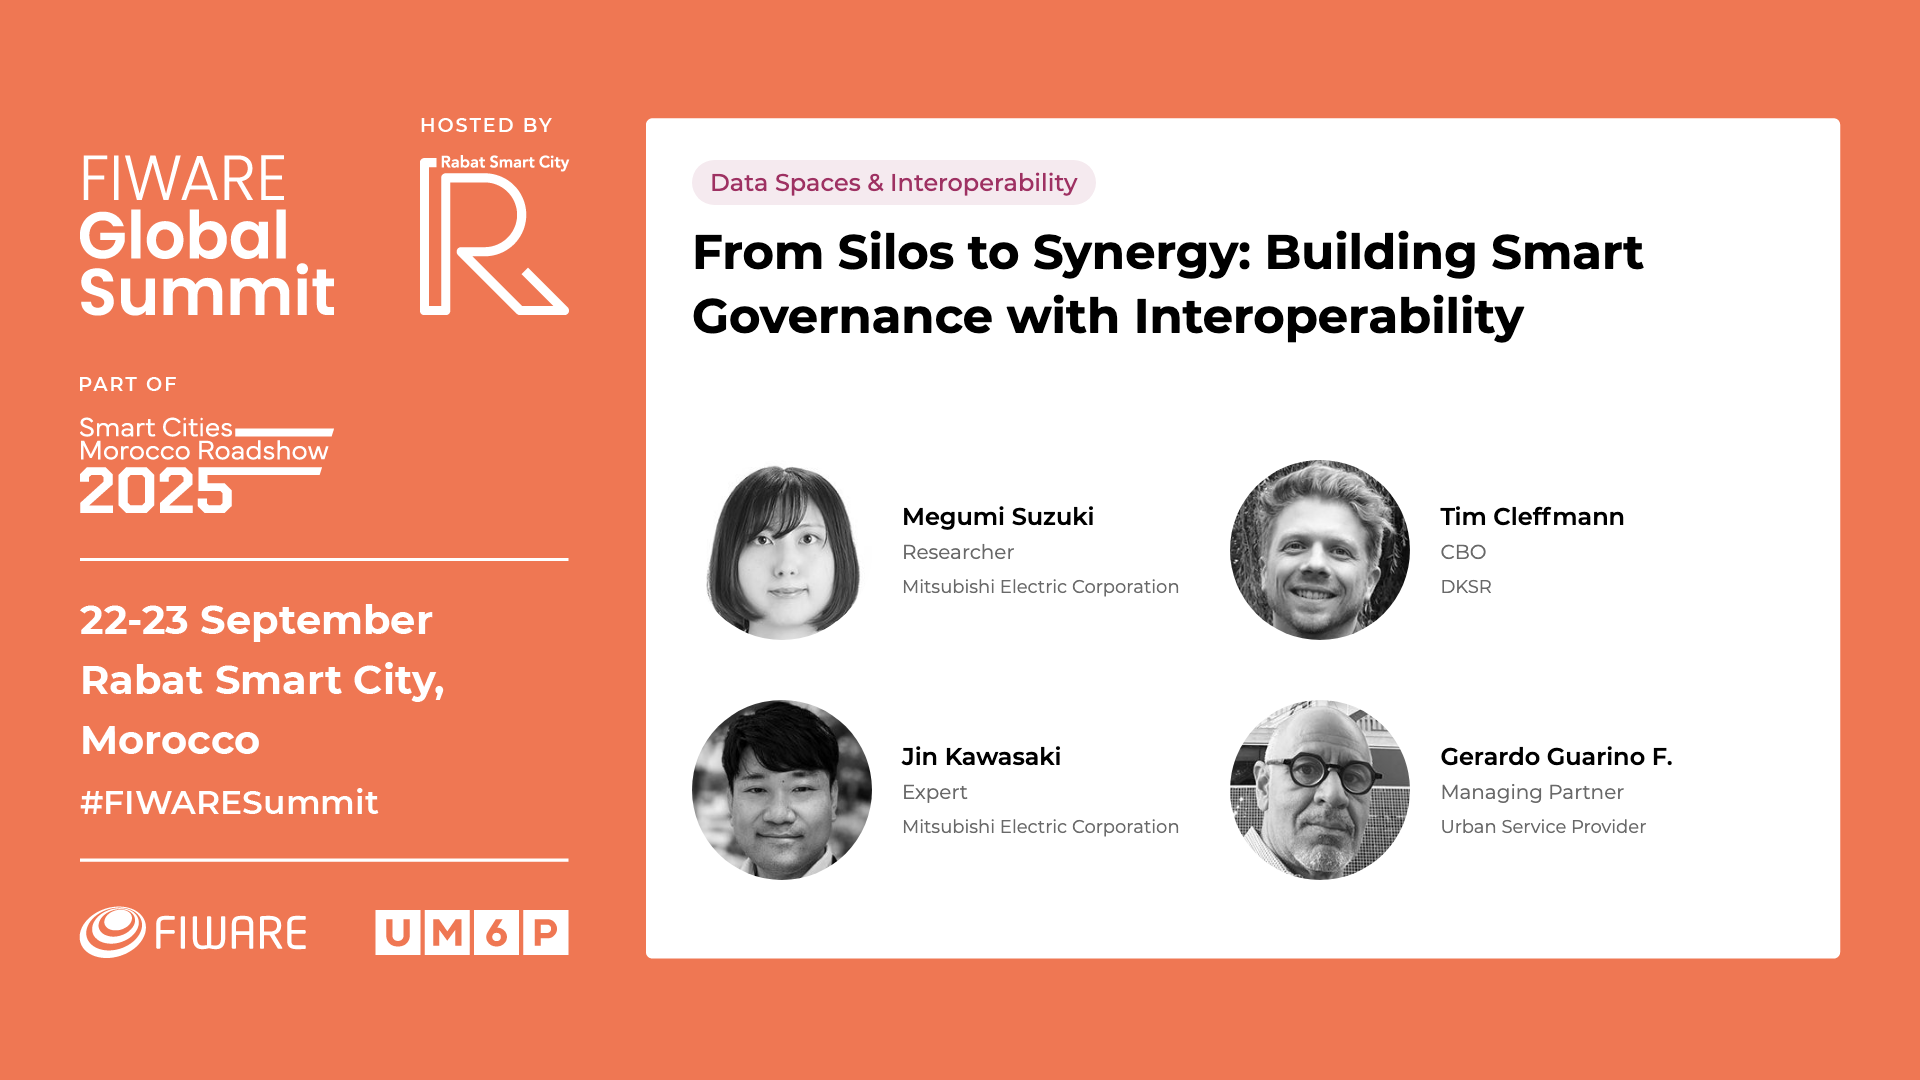 HOSTED BY
FIWARE
Global
Summit
Rabat Smart City
R
PART OF
Smart Cities
Morocco Roadshow
2025
22-23 September
Rabat Smart City,
Morocco
#FIWARESummit
FIWARE
UM6P
Data Spaces & Interoperability
From Silos to Synergy: Building Smart
Governance with Interoperability
Megumi Suzuki
Researcher
Mitsubishi Electric Corporation
Tim Cleffmann
CBO
DKSR
Jin Kawasaki
Expert
Mitsubishi Electric Corporation
Gerardo Guarino F.
Managing Partner
Urban Service Provider